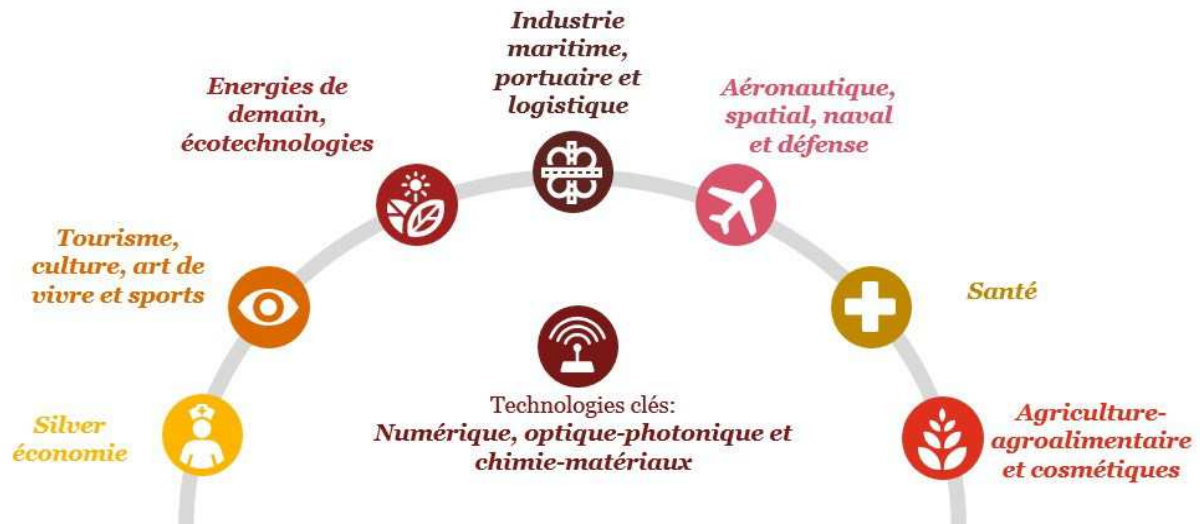 Industrie
maritime,
portuaire et
logistique
Energies de
demain,
écotechnologies
Aéronautique,
spatial, naval
et défense
Tourisme,
culture, art de
vivre et sports
Santé
Silver
économie
Technologies clés:
Numérique, optique-photonique et
chimie-matériaux
Agriculture-
agroalimentaire
et cosmétiques